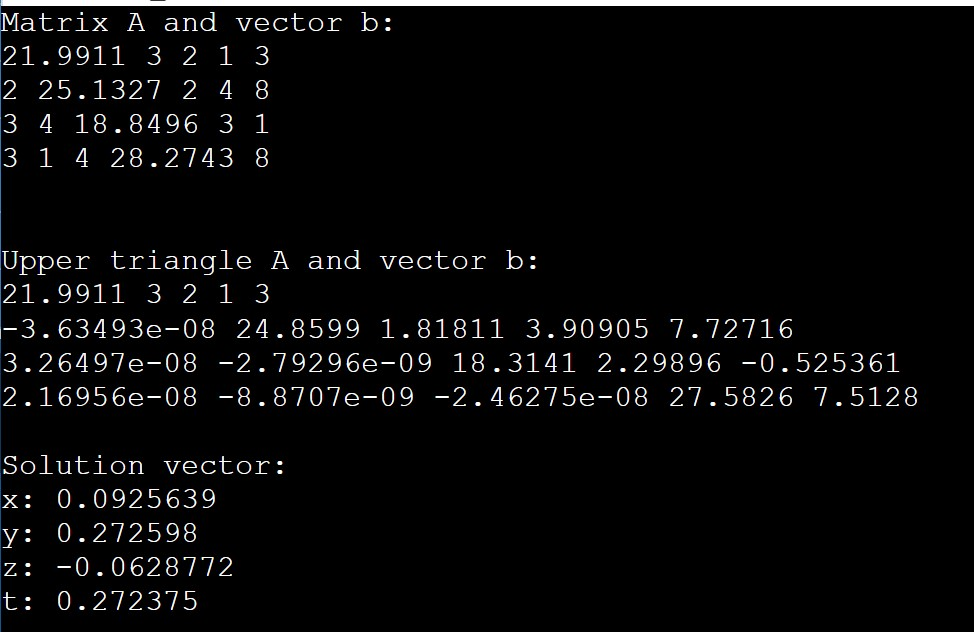 Matrix A and vector b:
21.9911 3 2 1 3
2 25.1327 2 4 8
3 4 18.8496 3 1
3 1 4 28.2743 8
Upper triangle A and vector b:
21.9911 3 2 1 3
-3.63493e-08 24.8599 1.81811 3.90905 7.72716
3.26497e-08 -2.79296e-09 18.3141 2.29896 -0.525361
2.16956e-08 -8.8707e-09 -2.46275e-08 27.5826 7.5128
Solution vector:
x: 0.0925639
y: 0.272598
z: -0.0628772
t: 0.272375